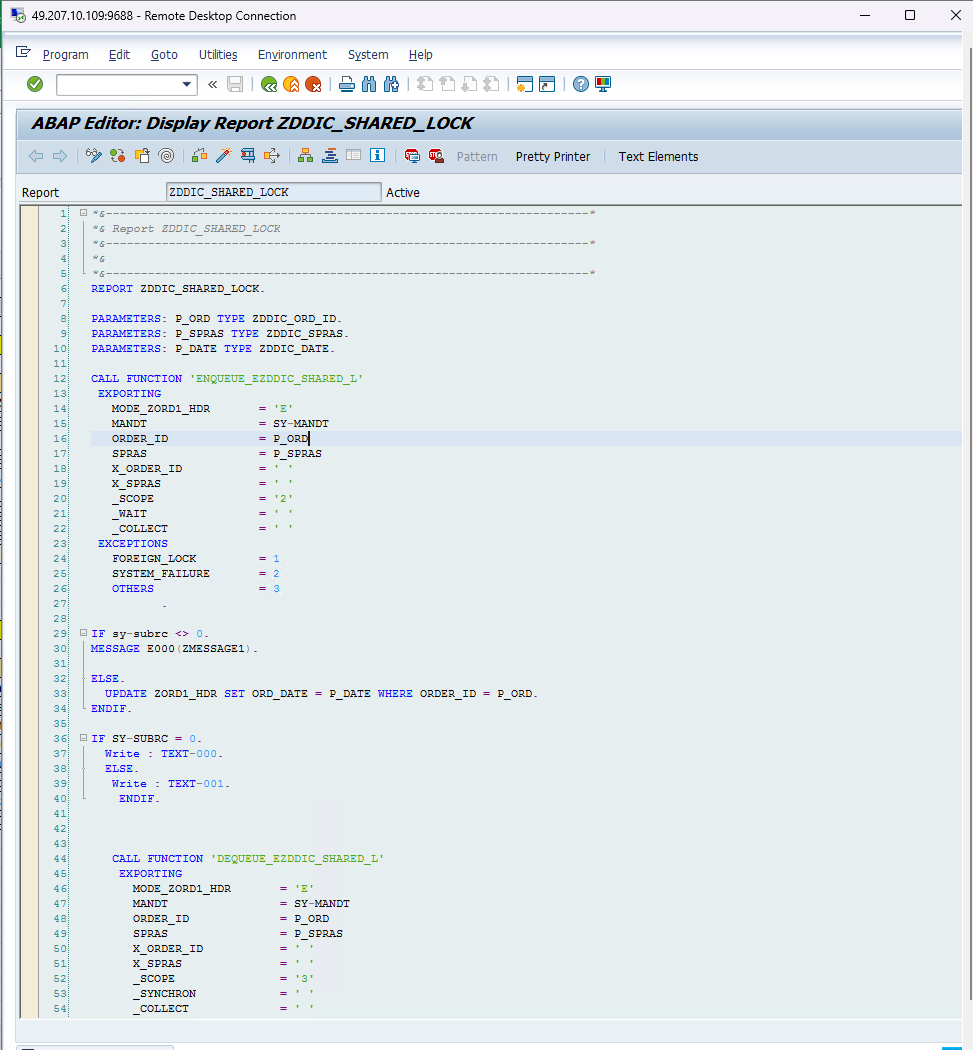 49.207.10.109:9688 - Remote Desktop Connection
Program Edit Goto Utilities Environment System Help
ABAP Editor: Display Report ZDDIC_SHARED_LOCK
Pattern Pretty Printer Text Elements
Report ZDDIC_SHARED_LOCK Active
1 *&---------------------------------------------------------------------*
2 *& Report ZDDIC_SHARED_LOCK
3 *&---------------------------------------------------------------------*
4 *&
5 *&---------------------------------------------------------------------*
6 REPORT ZDDIC_SHARED_LOCK.
7
8 PARAMETERS: P_ORD TYPE ZDDIC_ORD_ID.
9 PARAMETERS: P_SPRAS TYPE ZDDIC_SPRAS.
10 PARAMETERS: P_DATE TYPE ZDDIC_DATE.
11
12 CALL FUNCTION 'ENQUEUE_EZDDIC_SHARED_L'
13 EXPORTING
14 MODE_ZORD1_HDR = 'E'
15 MANDT = SY-MANDT
16 ORDER_ID = P_ORD
17 SPRAS = P_SPRAS
18 X_ORDER_ID = ' '
19 X_SPRAS = ' '
20 _SCOPE = '2'
21 _WAIT = ' '
22 _COLLECT = ' '
23 EXCEPTIONS
24 FOREIGN_LOCK = 1
25 SYSTEM_FAILURE = 2
26 OTHERS = 3
27 .
28
29 IF sy-subrc <> 0.
30 MESSAGE E000(ZMESSAGE1).
31
32 ELSE.
33 UPDATE ZORD1_HDR SET ORD_DATE = P_DATE WHERE ORDER_ID = P_ORD.
34 ENDIF.
35
36 IF SY-SUBRC = 0.
37 Write : TEXT-000.
38 ELSE.
39 Write : TEXT-001.
40 ENDIF.
41
42
43
44 CALL FUNCTION 'DEQUEUE_EZDDIC_SHARED_L'
45 EXPORTING
46 MODE_ZORD1_HDR = 'E'
47 MANDT = SY-MANDT
48 ORDER_ID = P_ORD
49 SPRAS = P_SPRAS
50 X_ORDER_ID = ' '
51 X_SPRAS = ' '
52 _SCOPE = '3'
53 _SYNCHRON = ' '
54 _COLLECT = ' '